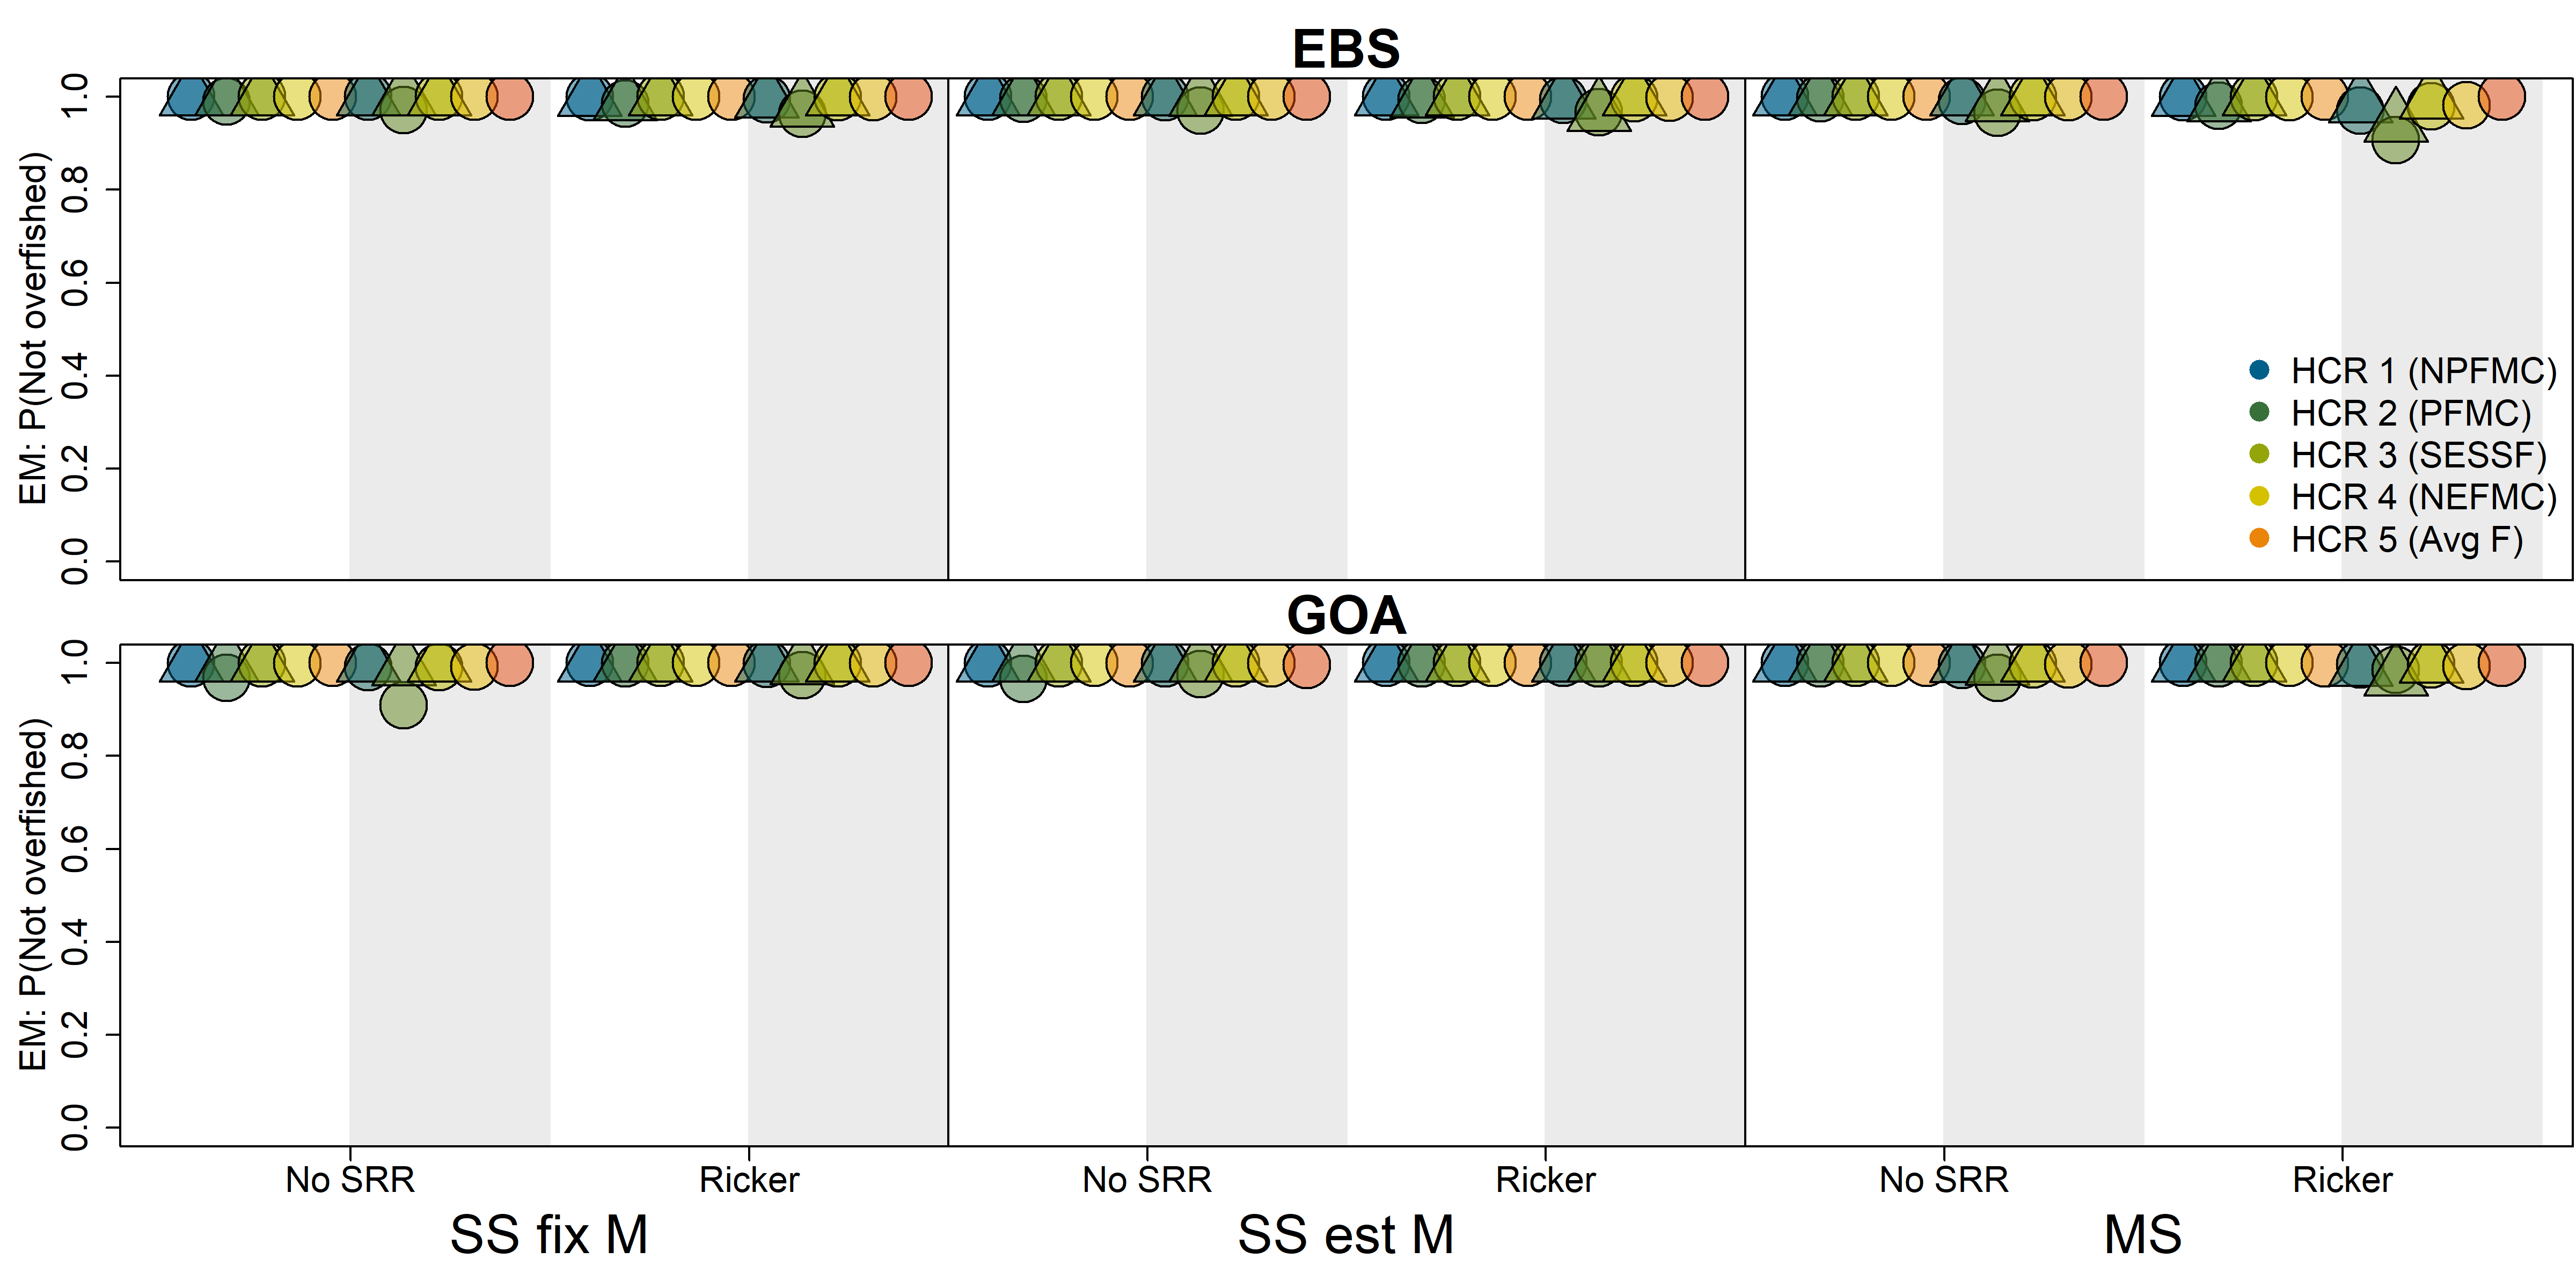 EBS
EM: P(Not overfished)
1.0
0.8
0.6
0.4
0.2
0.0
HCR 1 (NPFMC)
HCR 2 (PFMC)
HCR 3 (SESSF)
HCR 4 (NEFMC)
HCR 5 (Avg F)
GOA
EM: P(Not overfished)
1.0
0.8
0.6
0.4
0.2
0.0
No SRR Ricker No SRR Ricker No SRR Ricker
SS fix M SS est M MS